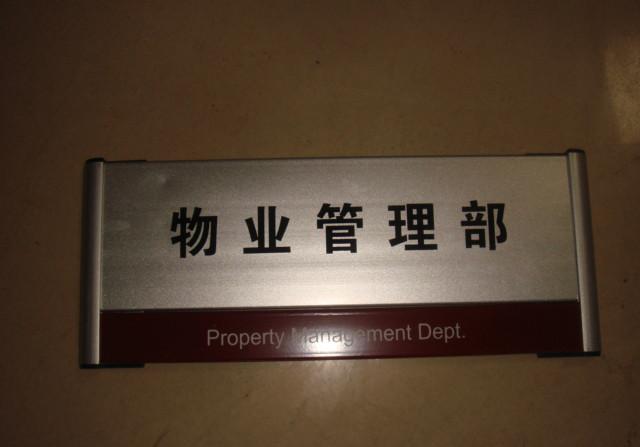 物业管理部
Property Management Dept.